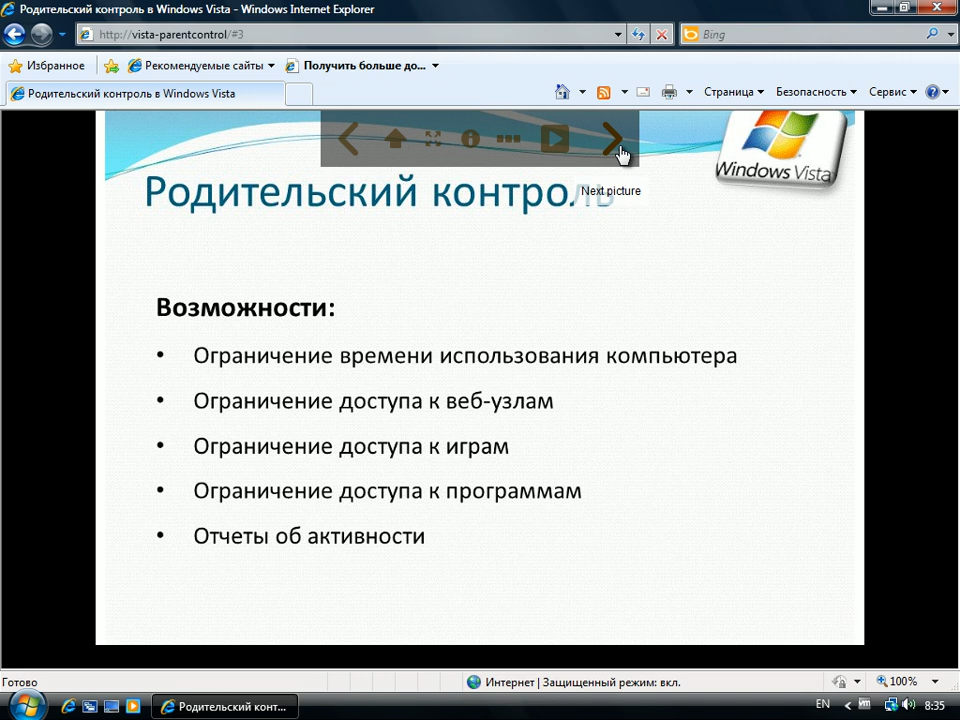 Родительский контроль в Windows Vista - Windows Internet Explorer
http://vista-parentcontrol/#3
Bing
Избранное
Рекомендуемые сайты
Получить больше до...
Родительский контроль в Windows Vista
Страница
Безопасность
Сервис
Windows Vista
Родительский контроль
Next picture
Возможности:
• Ограничение времени использования компьютера
• Ограничение доступа к веб-узлам
• Ограничение доступа к играм
• Ограничение доступа к программам
• Отчеты об активности
Готово
Интернет | Защищенный режим: вкл.
100%
Родительский конт...
EN
8:35